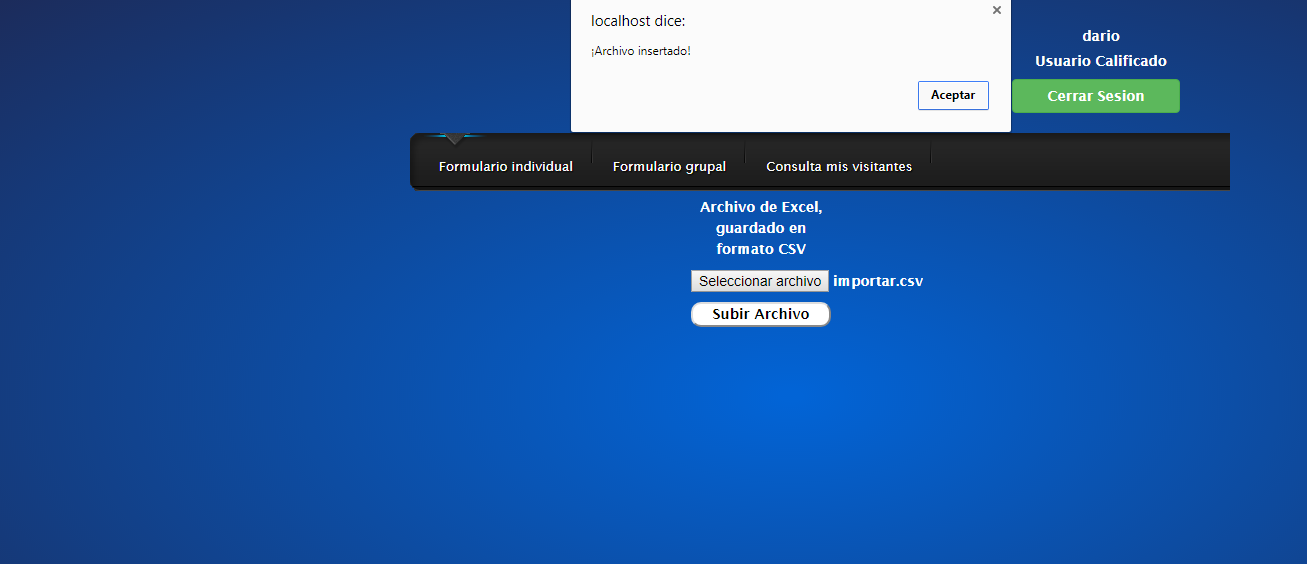 localhost dice:
¡Archivo insertado!
Aceptar
dario
Usuario Calificado
Cerrar Sesion
Formulario individual
Formulario grupal
Consulta mis visitantes
Archivo de Excel,
guardado en
formato CSV
Seleccionar archivo importar.csv
Subir Archivo